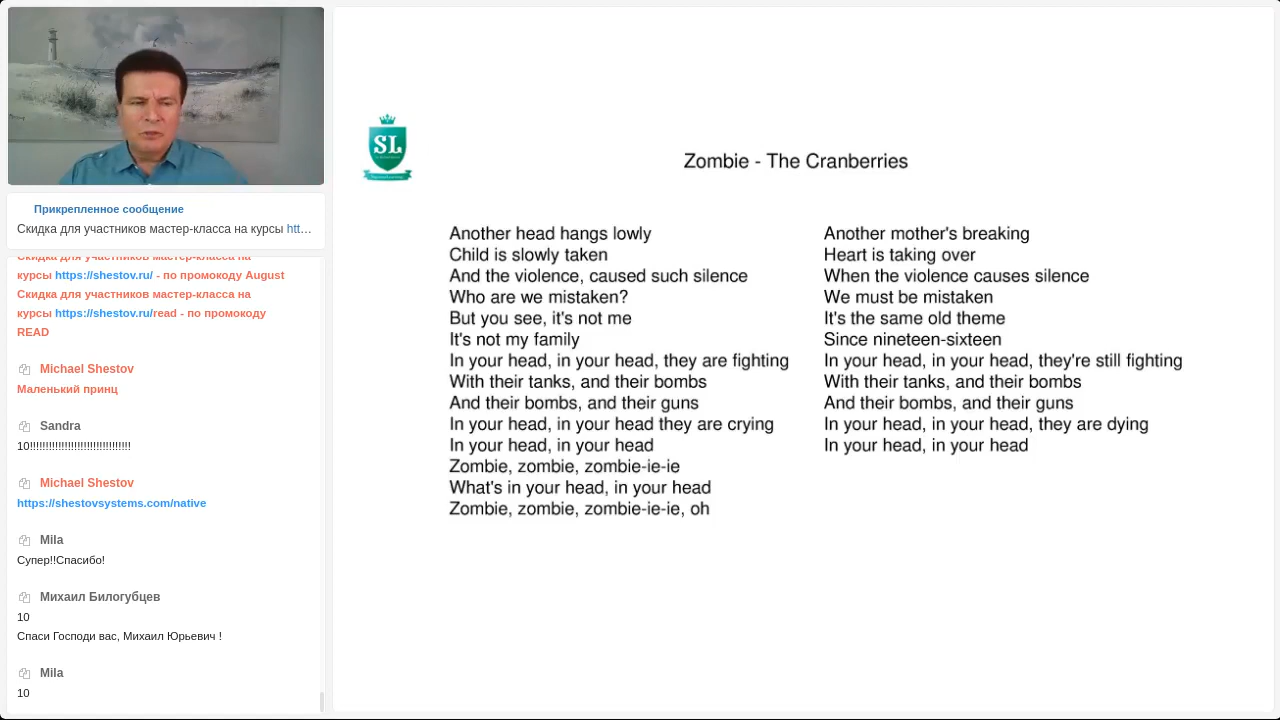 Прикрепленное сообщение
Скидка для участников мастер-класса на курсы htt…
Скидка для участников мастер-класса на
курсы https://shestov.ru/ - по промокоду August
Скидка для участников мастер-класса на
курсы https://shestov.ru/read - по промокоду
READ
Michael Shestov
Маленький принц
Sandra
10!!!!!!!!!!!!!!!!!!!!!!!!!!!!!!!!
Michael Shestov
https://shestovsystems.com/native
Mila
Супер!!Спасибо!
Михаил Билогубцев
10
Спаси Господи вас, Михаил Юрьевич !
Mila
10
SL
Zombie - The Cranberries
Another head hangs lowly
Child is slowly taken
And the violence, caused such silence
Who are we mistaken?
But you see, it's not me
It's not my family
In your head, in your head, they are fighting
With their tanks, and their bombs
And their bombs, and their guns
In your head, in your head they are crying
In your head, in your head
Zombie, zombie, zombie-ie-ie
What's in your head, in your head
Zombie, zombie, zombie-ie-ie, oh
Another mother's breaking
Heart is taking over
When the violence causes silence
We must be mistaken
It's the same old theme
Since nineteen-sixteen
In your head, in your head, they're still fighting
With their tanks, and their bombs
And their bombs, and their guns
In your head, in your head, they are dying
In your head, in your head